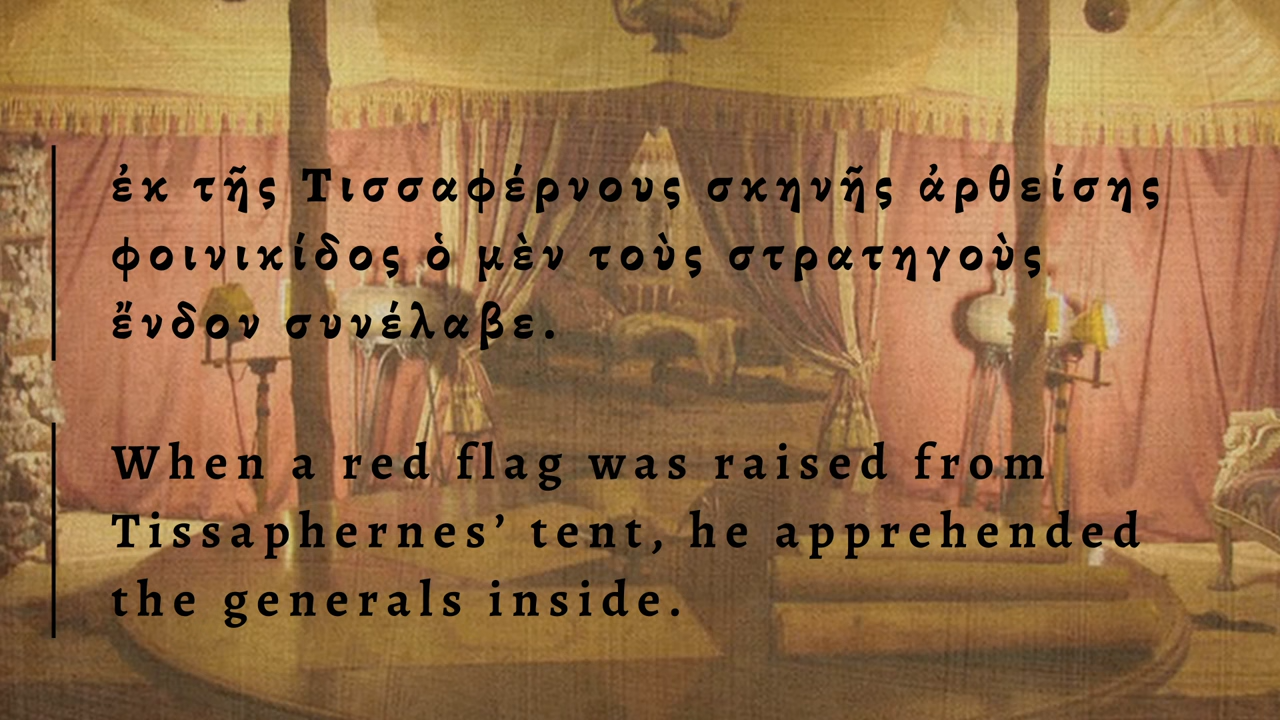 ἐκ τῆς Τισσαφέρνους σκηνῆς ἀρθείσης
φοινικίδος ὁ μὲν τοὺς στρατηγοὺς
ἔνδον συνέλαβε.
When a red flag was raised from
Tissaphernes’ tent, he apprehended
the generals inside.